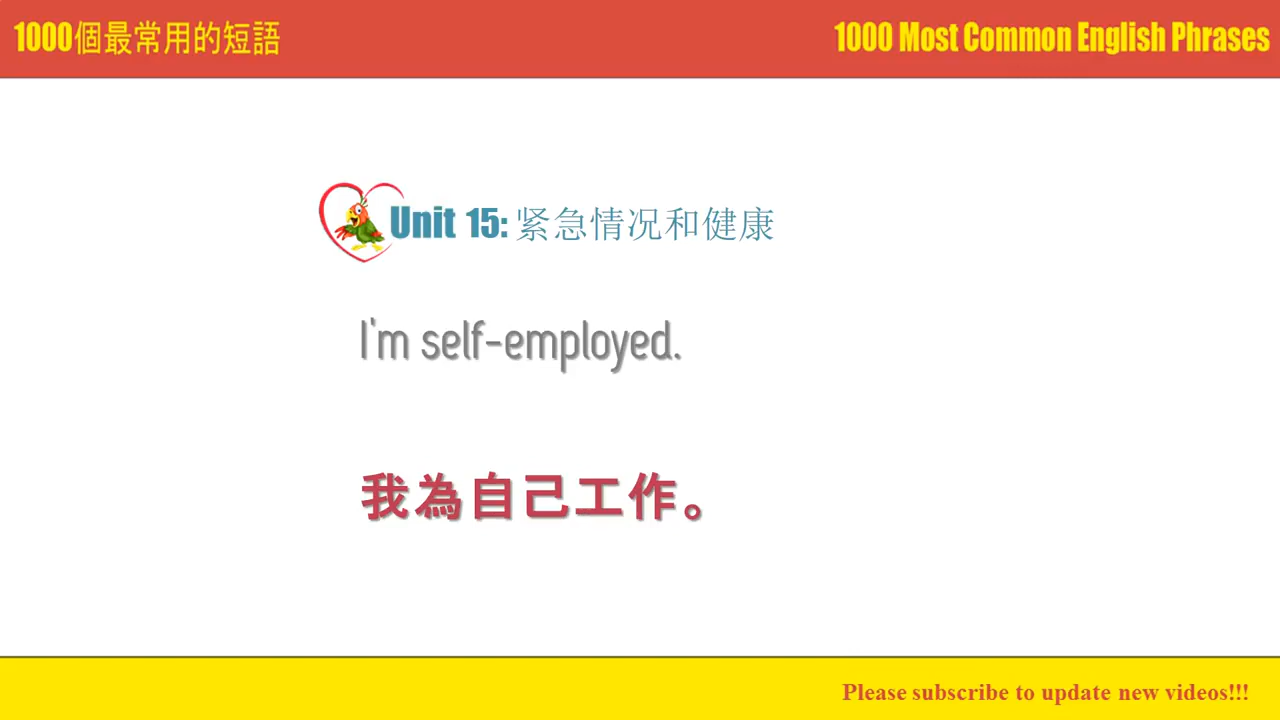 1000個最常用的短語
1000 Most Common English Phrases
Unit 15: 紧急情况和健康
I'm self-employed.
我為自己工作。
Please subscribe to update new videos!!!